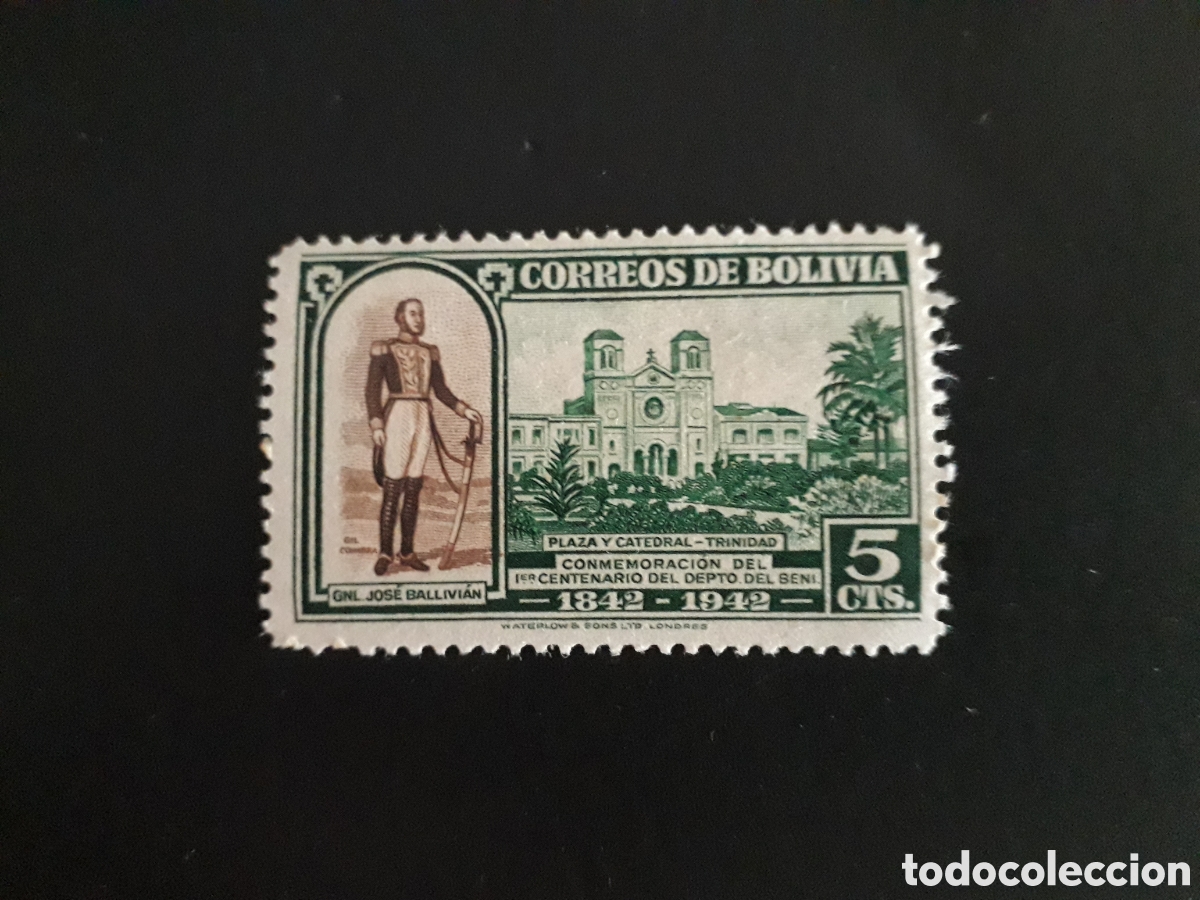 CORREOS DE BOLIVIA
GIL
COIMBRA
GNL. JOSÉ BALLIVIÁN
PLAZA Y CATEDRAL - TRINIDAD
CONMEMORACIÓN DEL
1ER CENTENARIO DEL DEPTO. DEL BENI.
1842 - 1942
5
CTS.
WATERLOW & SONS LTD. LONDRES
todocoleccion